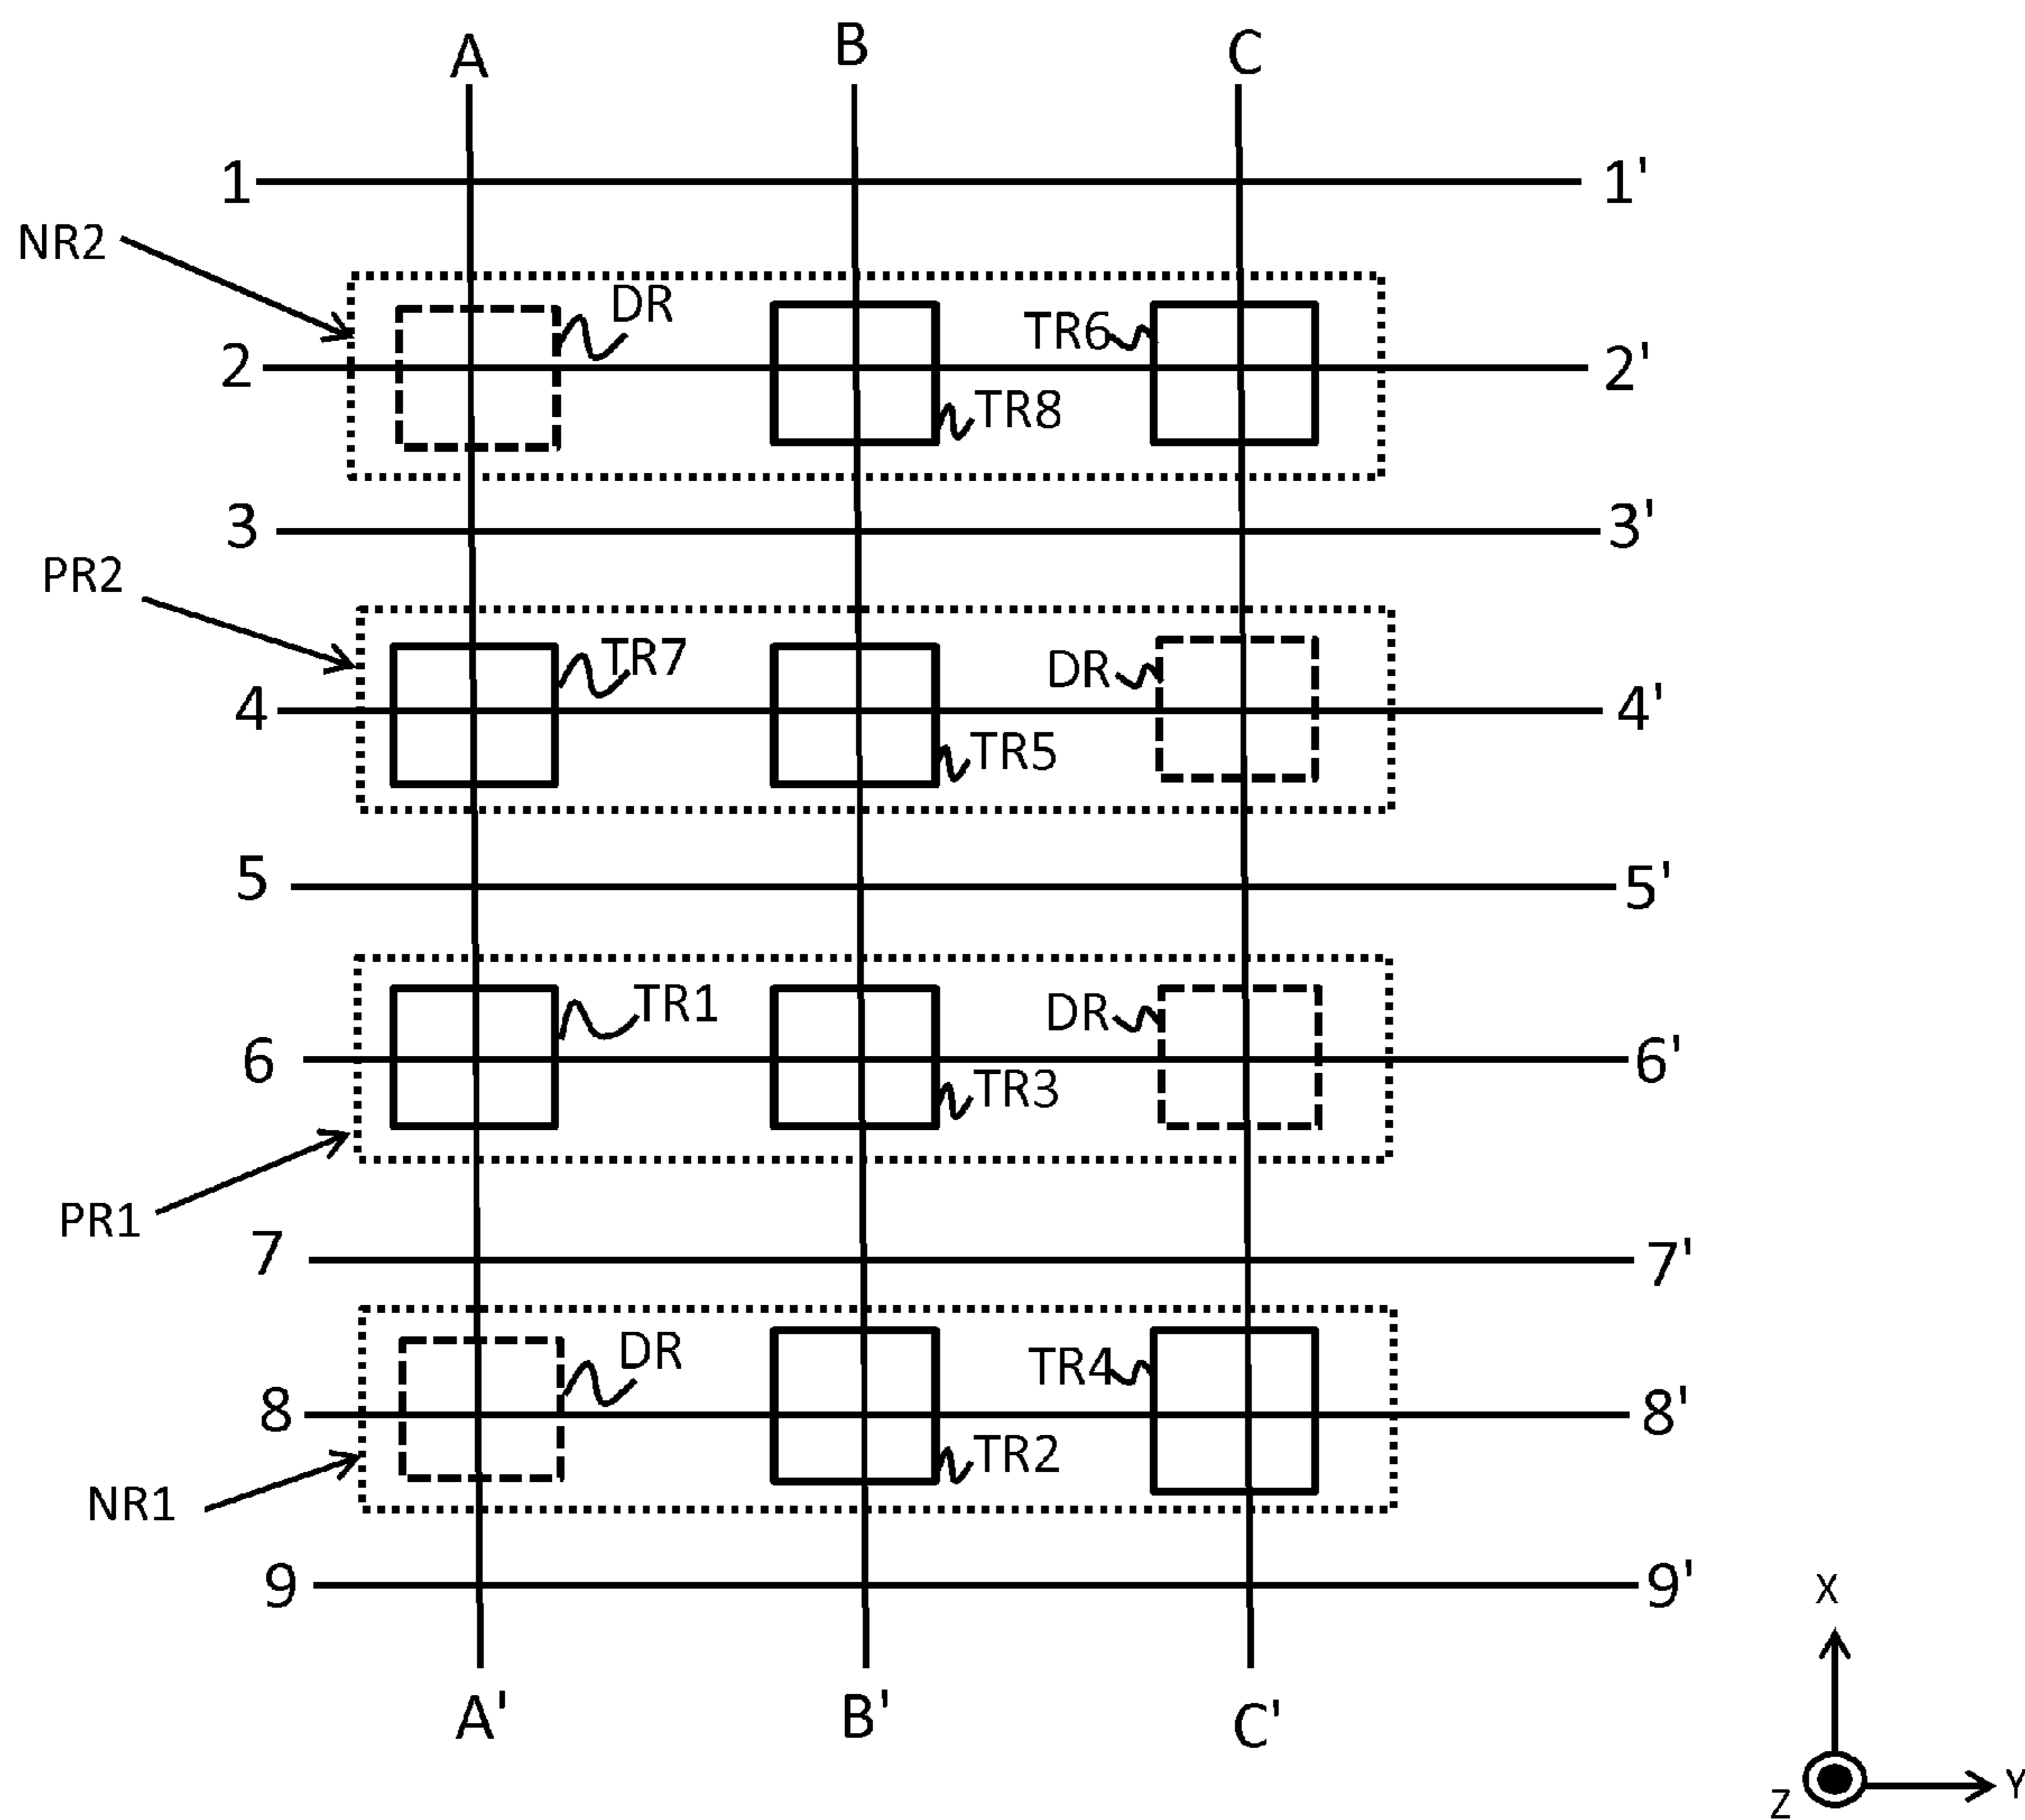 A B C
1 1'
NR2
DR
TR6
2 2'
TR8
3 3'
PR2
TR7
DR
4 4'
TR5
5 5'
TR1
DR
6 6'
TR3
PR1
7 7'
DR
TR4
8 8'
TR2
NR1
9 9'
X
A' B' C'
Z Y